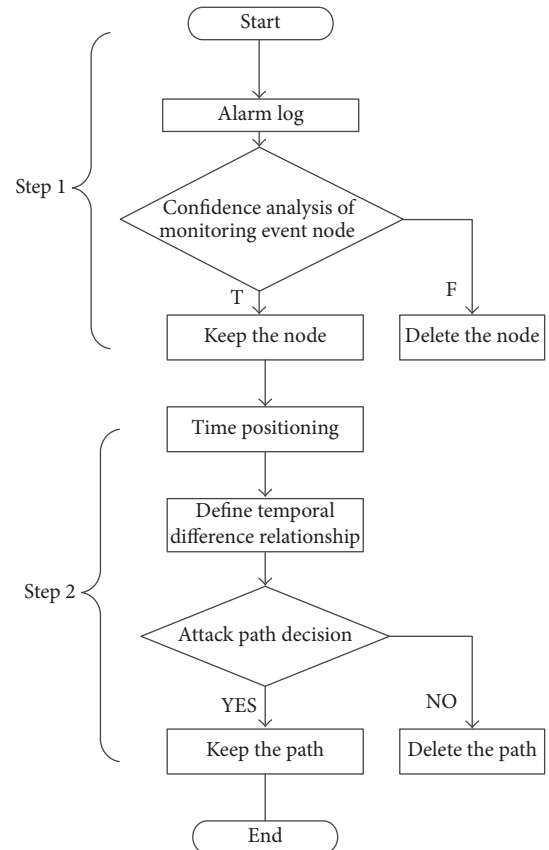 Start
Alarm log
Step 1
Confidence analysis of
monitoring event node
T
F
Keep the node
Delete the node
Time positioning
Define temporal
difference relationship
Step 2
Attack path decision
YES
NO
Keep the path
Delete the path
End